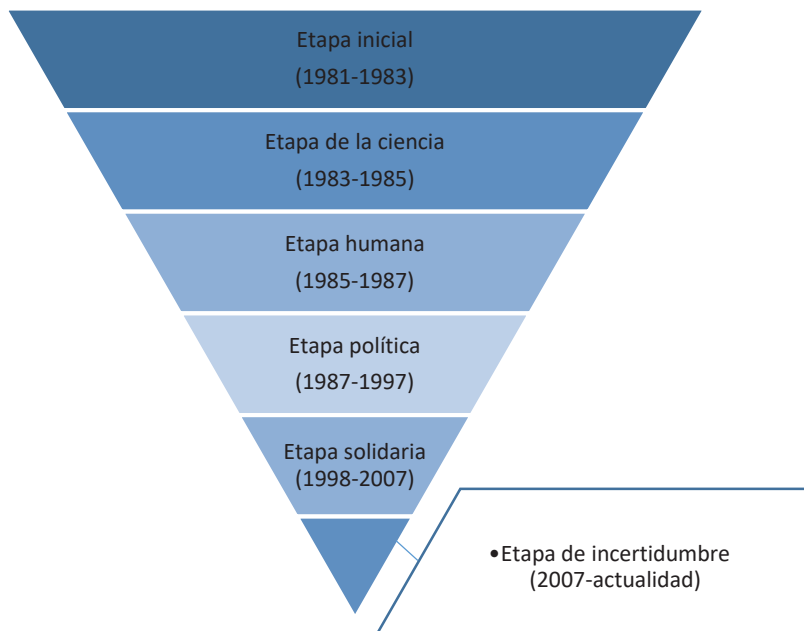 Etapa inicial
(1981-1983)
Etapa de la ciencia
(1983-1985)
Etapa humana
(1985-1987)
Etapa política
(1987-1997)
Etapa solidaria
(1998-2007)
•Etapa de incertidumbre
(2007-actualidad)